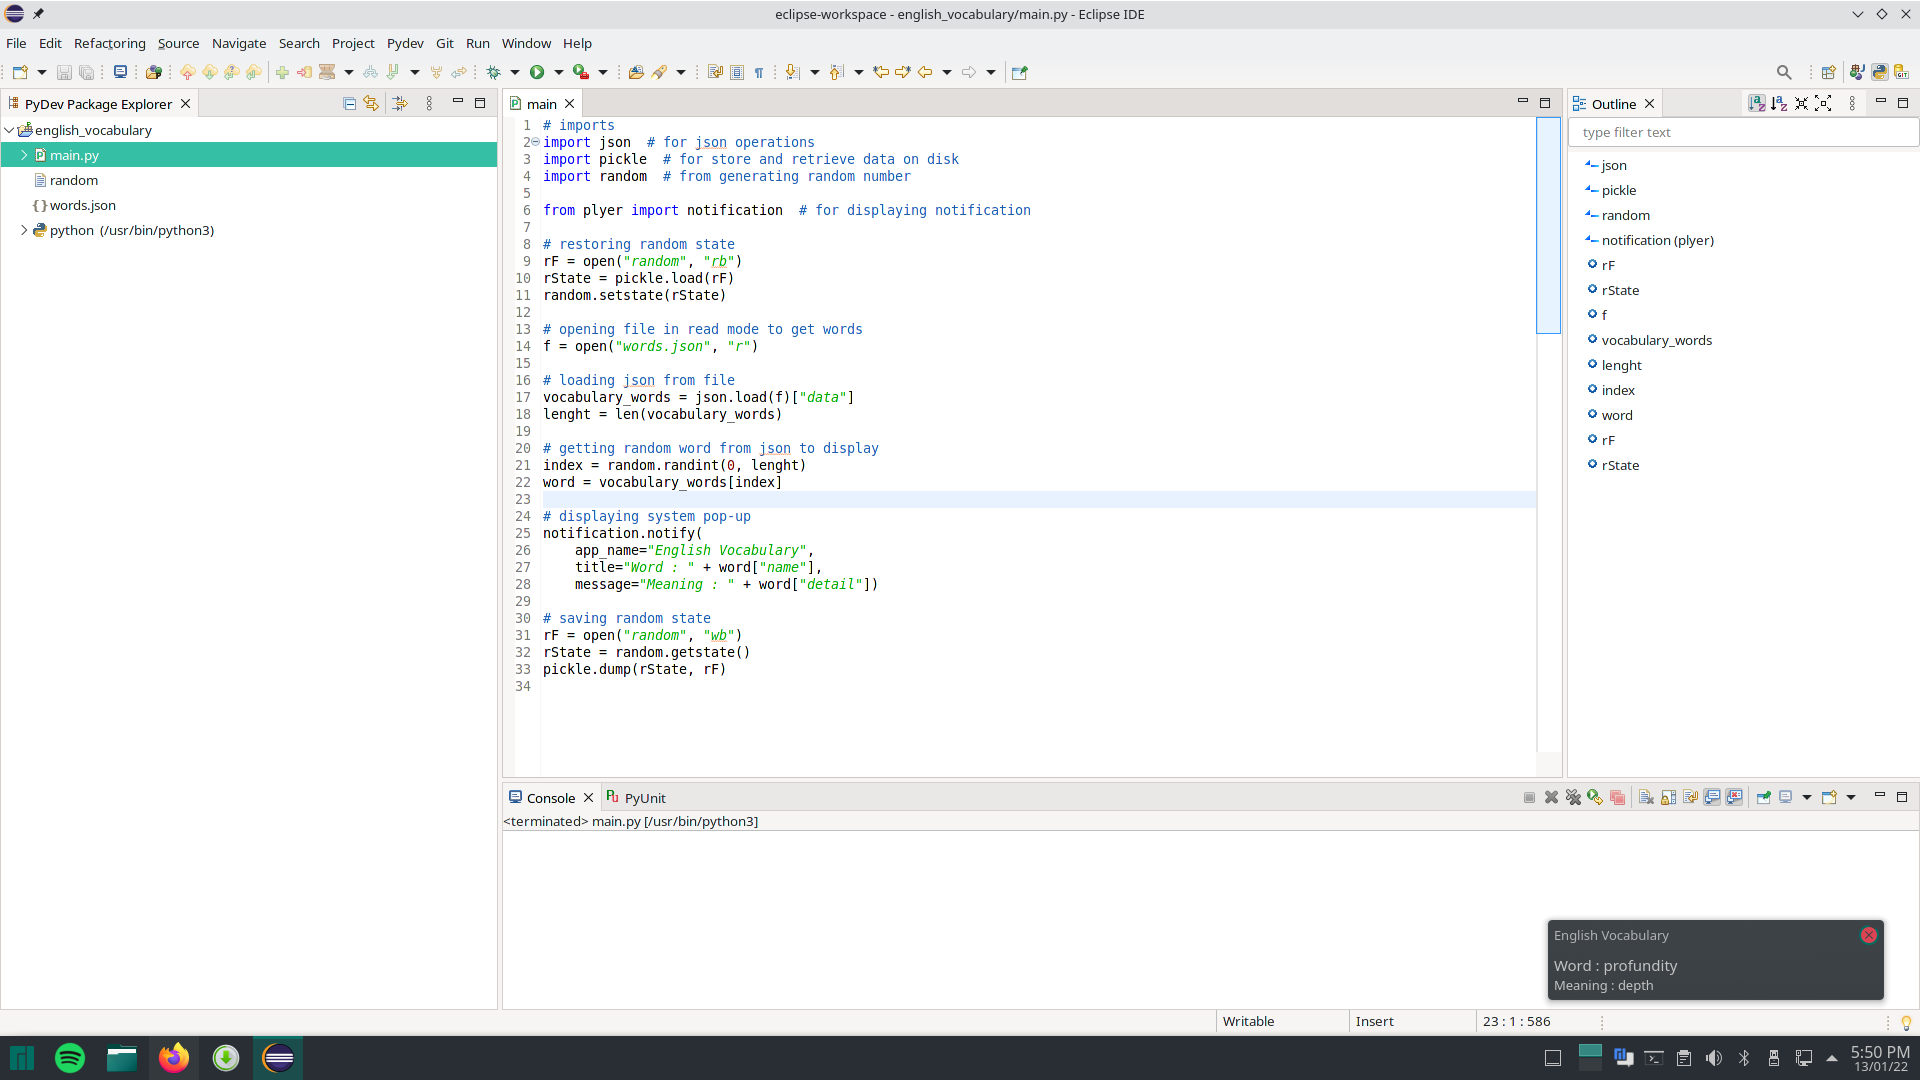 eclipse-workspace - english_vocabulary/main.py - Eclipse IDE
File Edit Refactoring Source Navigate Search Project Pydev Git Run Window Help
PyDev Package Explorer
english_vocabulary
main.py
random
words.json
python (/usr/bin/python3)
main
1 # imports
2 import json  # for json operations
3 import pickle  # for store and retrieve data on disk
4 import random  # from generating random number
5
6 from plyer import notification  # for displaying notification
7
8 # restoring random state
9 rF = open("random", "rb")
10 rState = pickle.load(rF)
11 random.setstate(rState)
12
13 # opening file in read mode to get words
14 f = open("words.json", "r")
15
16 # loading json from file
17 vocabulary_words = json.load(f)["data"]
18 lenght = len(vocabulary_words)
19
20 # getting random word from json to display
21 index = random.randint(0, lenght)
22 word = vocabulary_words[index]
23
24 # displaying system pop-up
25 notification.notify(
26     app_name="English Vocabulary",
27     title="Word : " + word["name"],
28     message="Meaning : " + word["detail"])
29
30 # saving random state
31 rF = open("random", "wb")
32 rState = random.getstate()
33 pickle.dump(rState, rF)
34
Outline
type filter text
json
pickle
random
notification (plyer)
rF
rState
f
vocabulary_words
lenght
index
word
rF
rState
Console
PyUnit
<terminated> main.py [/usr/bin/python3]
English Vocabulary
Word : profundity
Meaning : depth
Writable Insert 23 : 1 : 586
5:50 PM
13/01/22